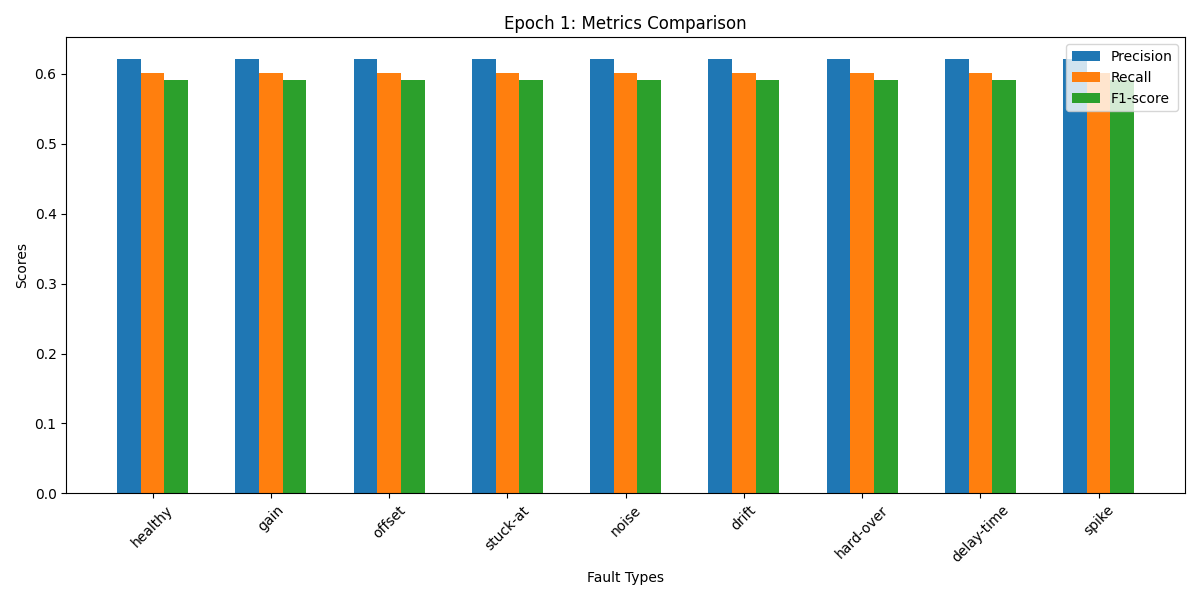 Epoch 1: Metrics Comparison
Precision
Recall
F1-score
Scores
0.6
0.5
0.4
0.3
0.2
0.1
0.0
healthy
gain
offset
stuck-at
noise
drift
hard-over
delay-time
spike
Fault Types